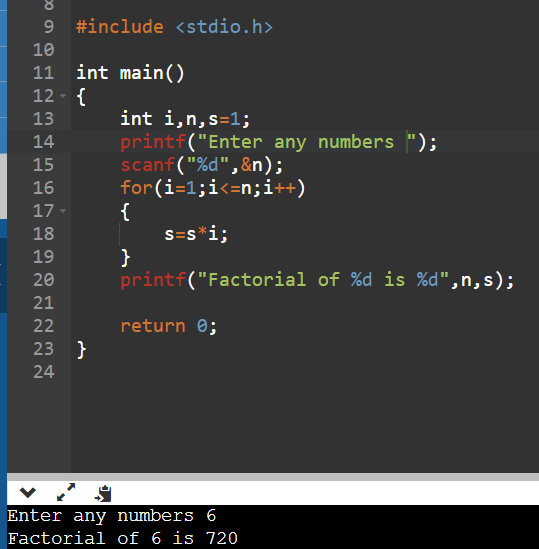 8
9 #include <stdio.h>
10
11 int main()
12 {
13     int i,n,s=1;
14     printf("Enter any numbers ");
15     scanf("%d",&n);
16     for(i=1;i<=n;i++)
17     {
18         s=s*i;
19     }
20     printf("Factorial of %d is %d",n,s);
21
22     return 0;
23 }
24
Enter any numbers 6
Factorial of 6 is 720